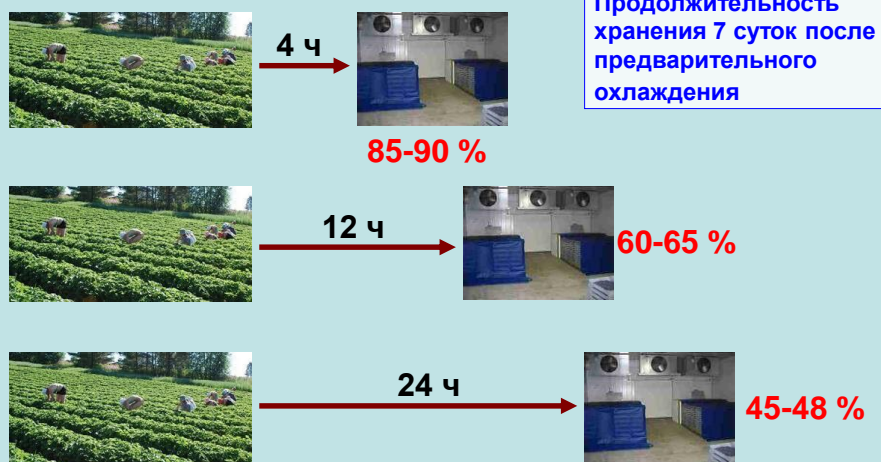 Продолжительность
хранения 7 суток после
предварительного
охлаждения
4 ч
85-90 %
12 ч
60-65 %
24 ч
45-48 %